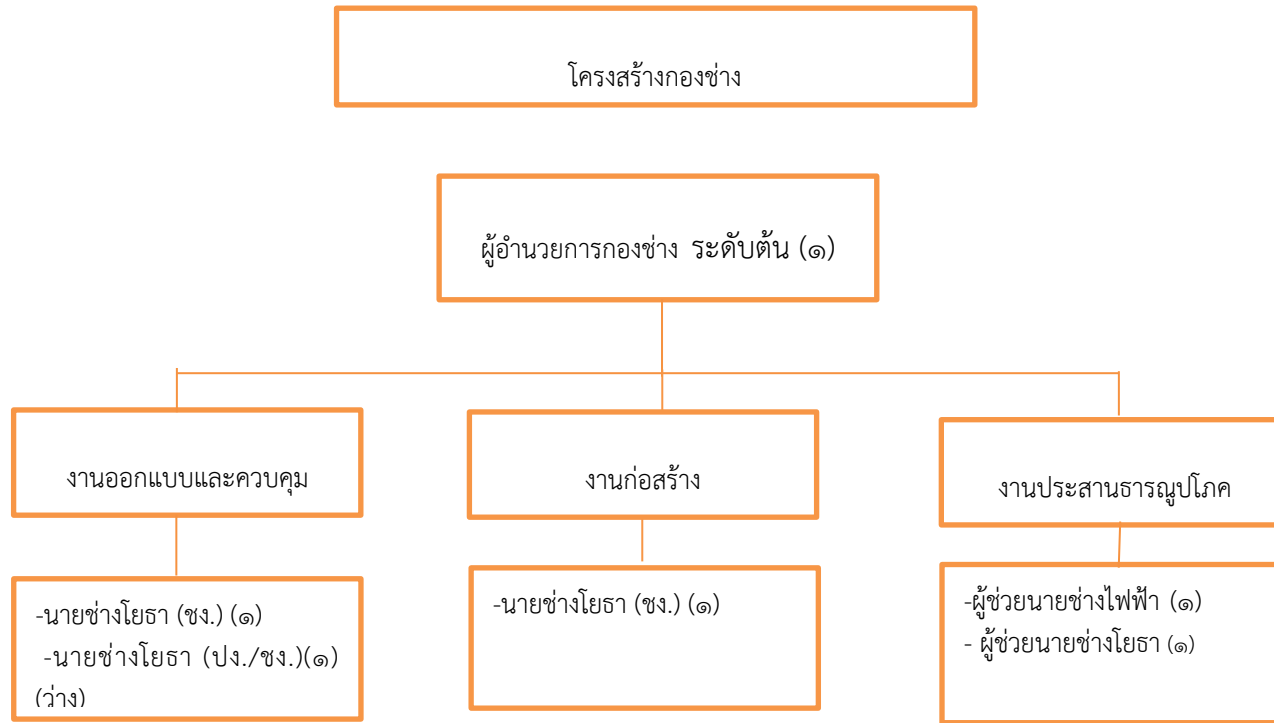 โครงสร้างกองช่าง
ผู้อำนวยการกองช่าง ระดับต้น (๑)
งานออกแบบและควบคุม
งานก่อสร้าง
งานประสานธารณูปโภค
-นายช่างโยธา (ชง.) (๑)
-นายช่างโยธา (ปง./ชง.)(๑)
(ว่าง)
-นายช่างโยธา (ชง.) (๑)
-ผู้ช่วยนายช่างไฟฟ้า (๑)
- ผู้ช่วยนายช่างโยธา (๑)